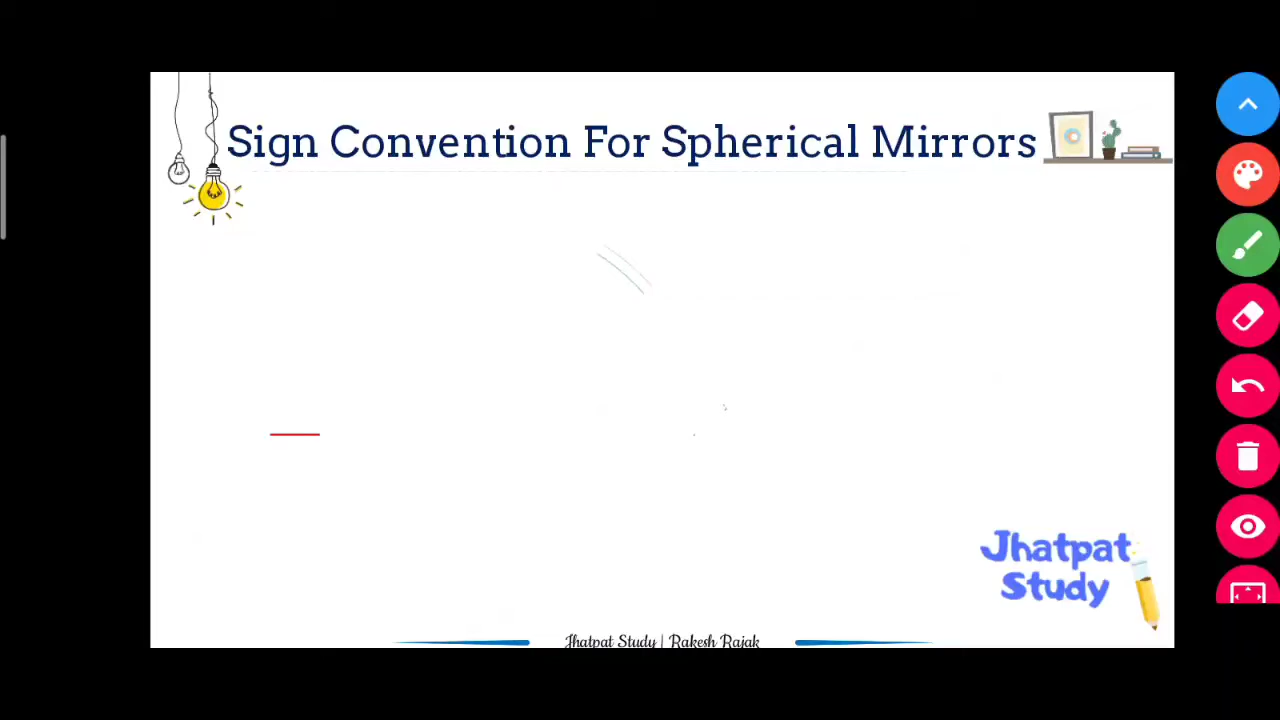 Sign Convention For Spherical Mirrors
Jhatpat
Study
Jhatpat Study | Rakesh Rajak